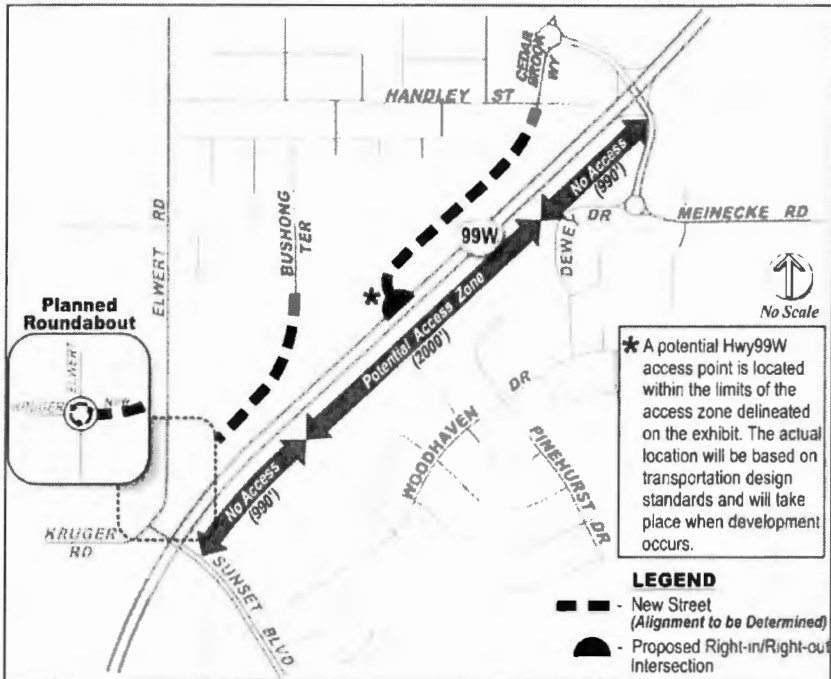 CEDAR
BROOK
WY
HANDLEY ST
No Access
(990')
ELWERT RD
BUSHONG
TER
99W
DEWEY DR
MEINECKE RD
*
Potential Access Zone
(2000')
No Scale
Planned
Roundabout
ELWERT
KRUGER
* A potential Hwy99W
access point is located
within the limits of the
access zone delineated
on the exhibit. The actual
location will be based on
transportation design
standards and will take
place when development
occurs.
WOODHAVEN DR
PINEHURST DR
No Access
(990')
KRUGER
RD
SUNSET BLVD
LEGEND
- New Street
(Alignment to be Determined)
- Proposed Right-in/Right-out
Intersection